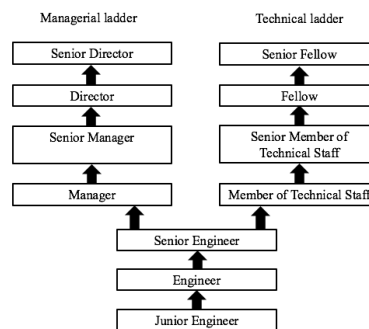 Managerial ladder
Technical ladder
Senior Director
Senior Fellow
Director
Fellow
Senior Manager
Senior Member of
Technical Staff
Manager
Member of Technical Staff
Senior Engineer
Engineer
Junior Engineer